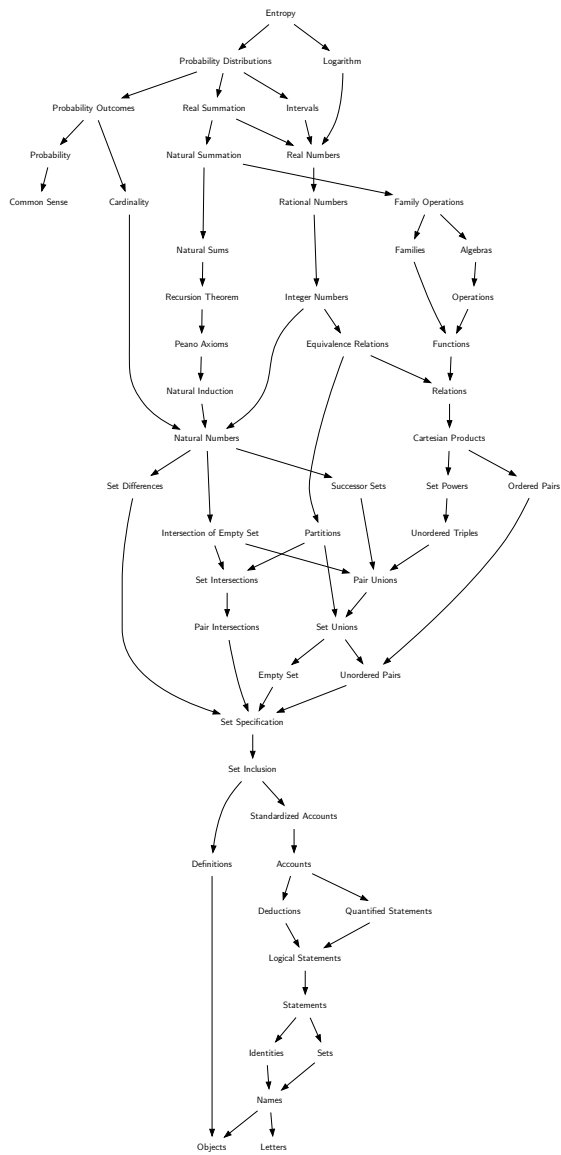 Entropy
Probability Distributions Logarithm
Probability Outcomes Real Summation Intervals
Probability Natural Summation Real Numbers
Common Sense Cardinality Rational Numbers Family Operations
Natural Sums Families Algebras
Recursion Theorem Integer Numbers Operations
Peano Axioms Equivalence Relations Functions
Natural Induction Relations
Natural Numbers Cartesian Products
Set Differences Successor Sets Set Powers Ordered Pairs
Intersection of Empty Set Partitions Unordered Triples
Set Intersections Pair Unions
Pair Intersections Set Unions
Empty Set Unordered Pairs
Set Specification
Set Inclusion
Standardized Accounts
Definitions Accounts
Deductions Quantified Statements
Logical Statements
Statements
Identities Sets
Names
Objects Letters